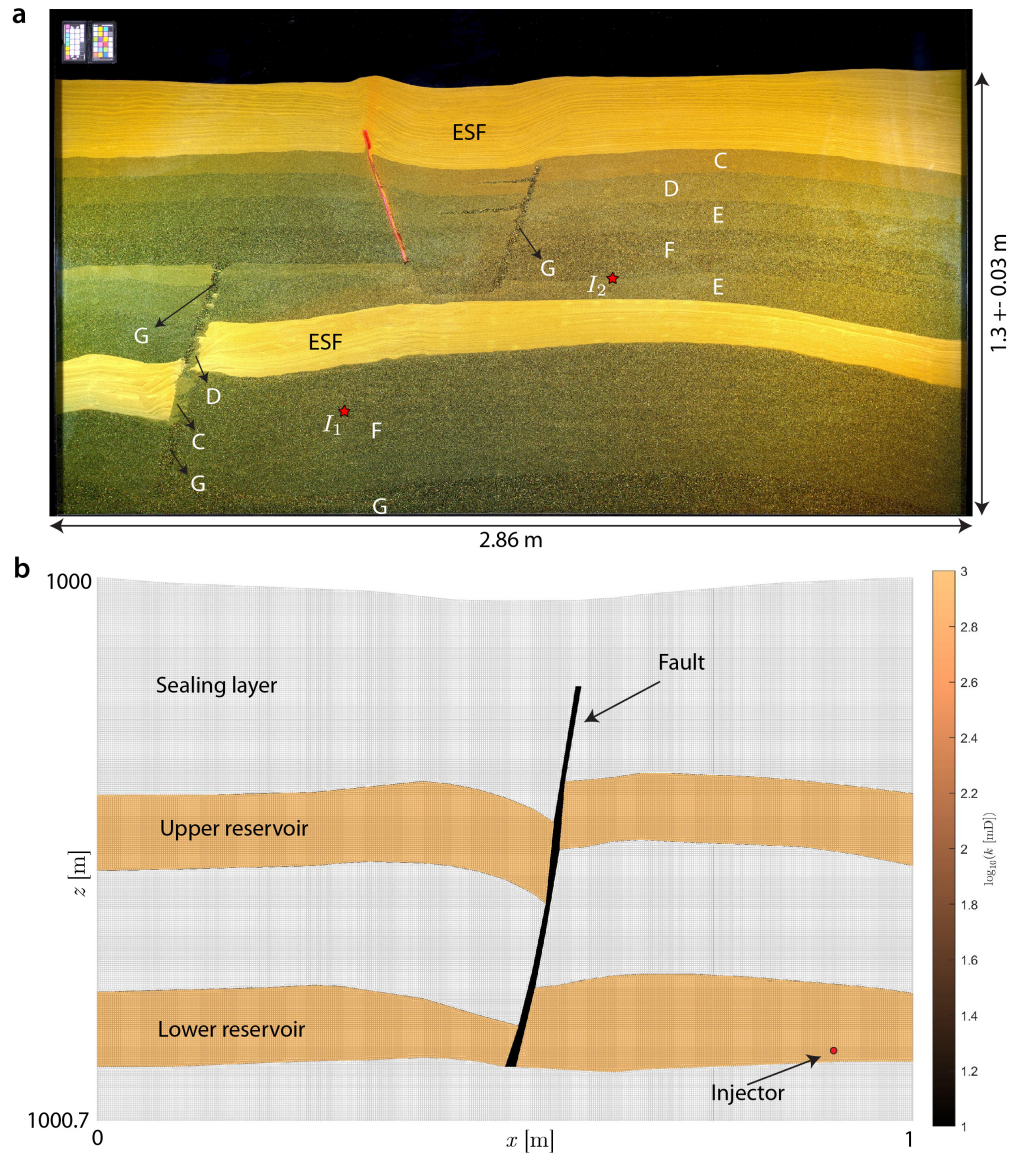 a
ESF
C
D
E
G
F
I₂
E
G
ESF
D
I₁
F
C
G
G
1.3 +- 0.03 m
2.86 m
b
1000
3
Fault
2.8
Sealing layer
2.6
2.4
2.2
Upper reservoir
2
z [m]
log₁₀(k [mD])
1.8
1.6
Lower reservoir
1.4
Injector
1.2
1000.7
1
0
x [m]
1